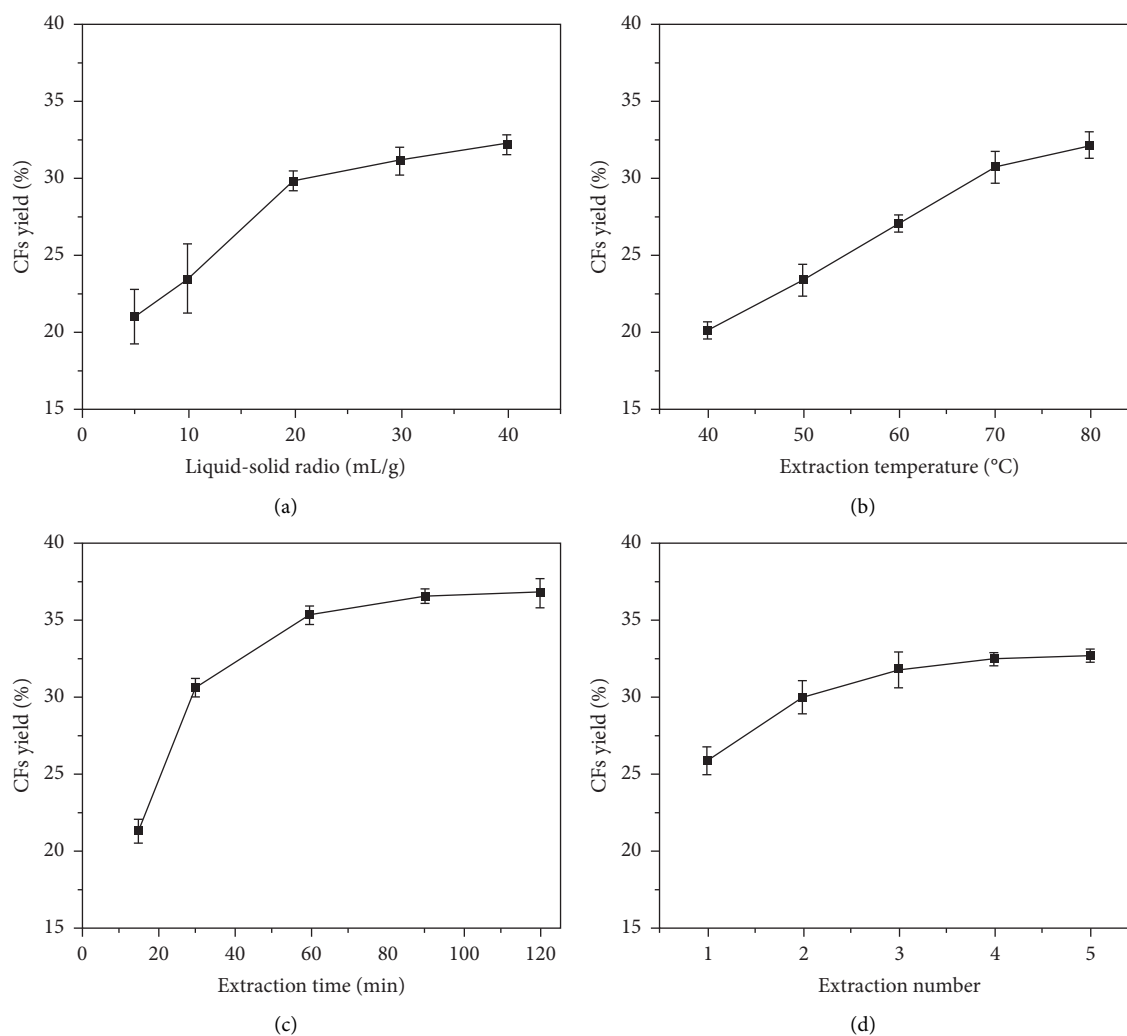 40
35
30
25
20
15
CFs yield (%)
0 10 20 30 40
Liquid-solid radio (mL/g)
(a)
40
35
30
25
20
15
CFs yield (%)
40 50 60 70 80
Extraction temperature (°C)
(b)
40
35
30
25
20
15
CFs yield (%)
0 20 40 60 80 100 120
Extraction time (min)
(c)
40
35
30
25
20
15
CFs yield (%)
1 2 3 4 5
Extraction number
(d)